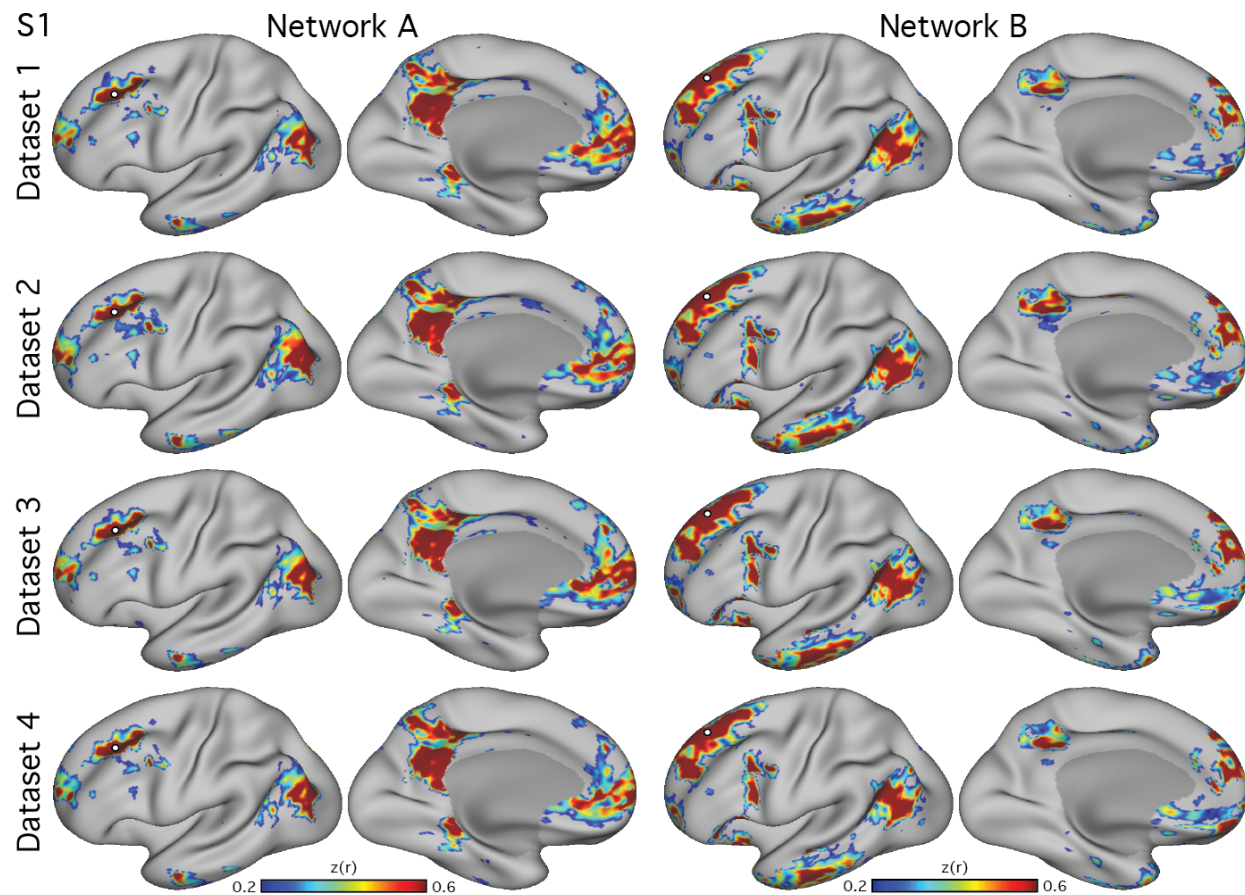 S1
Network A
Network B
Dataset 1
Dataset 2
Dataset 3
Dataset 4
z(r)
0.2
0.6
z(r)
0.2
0.6